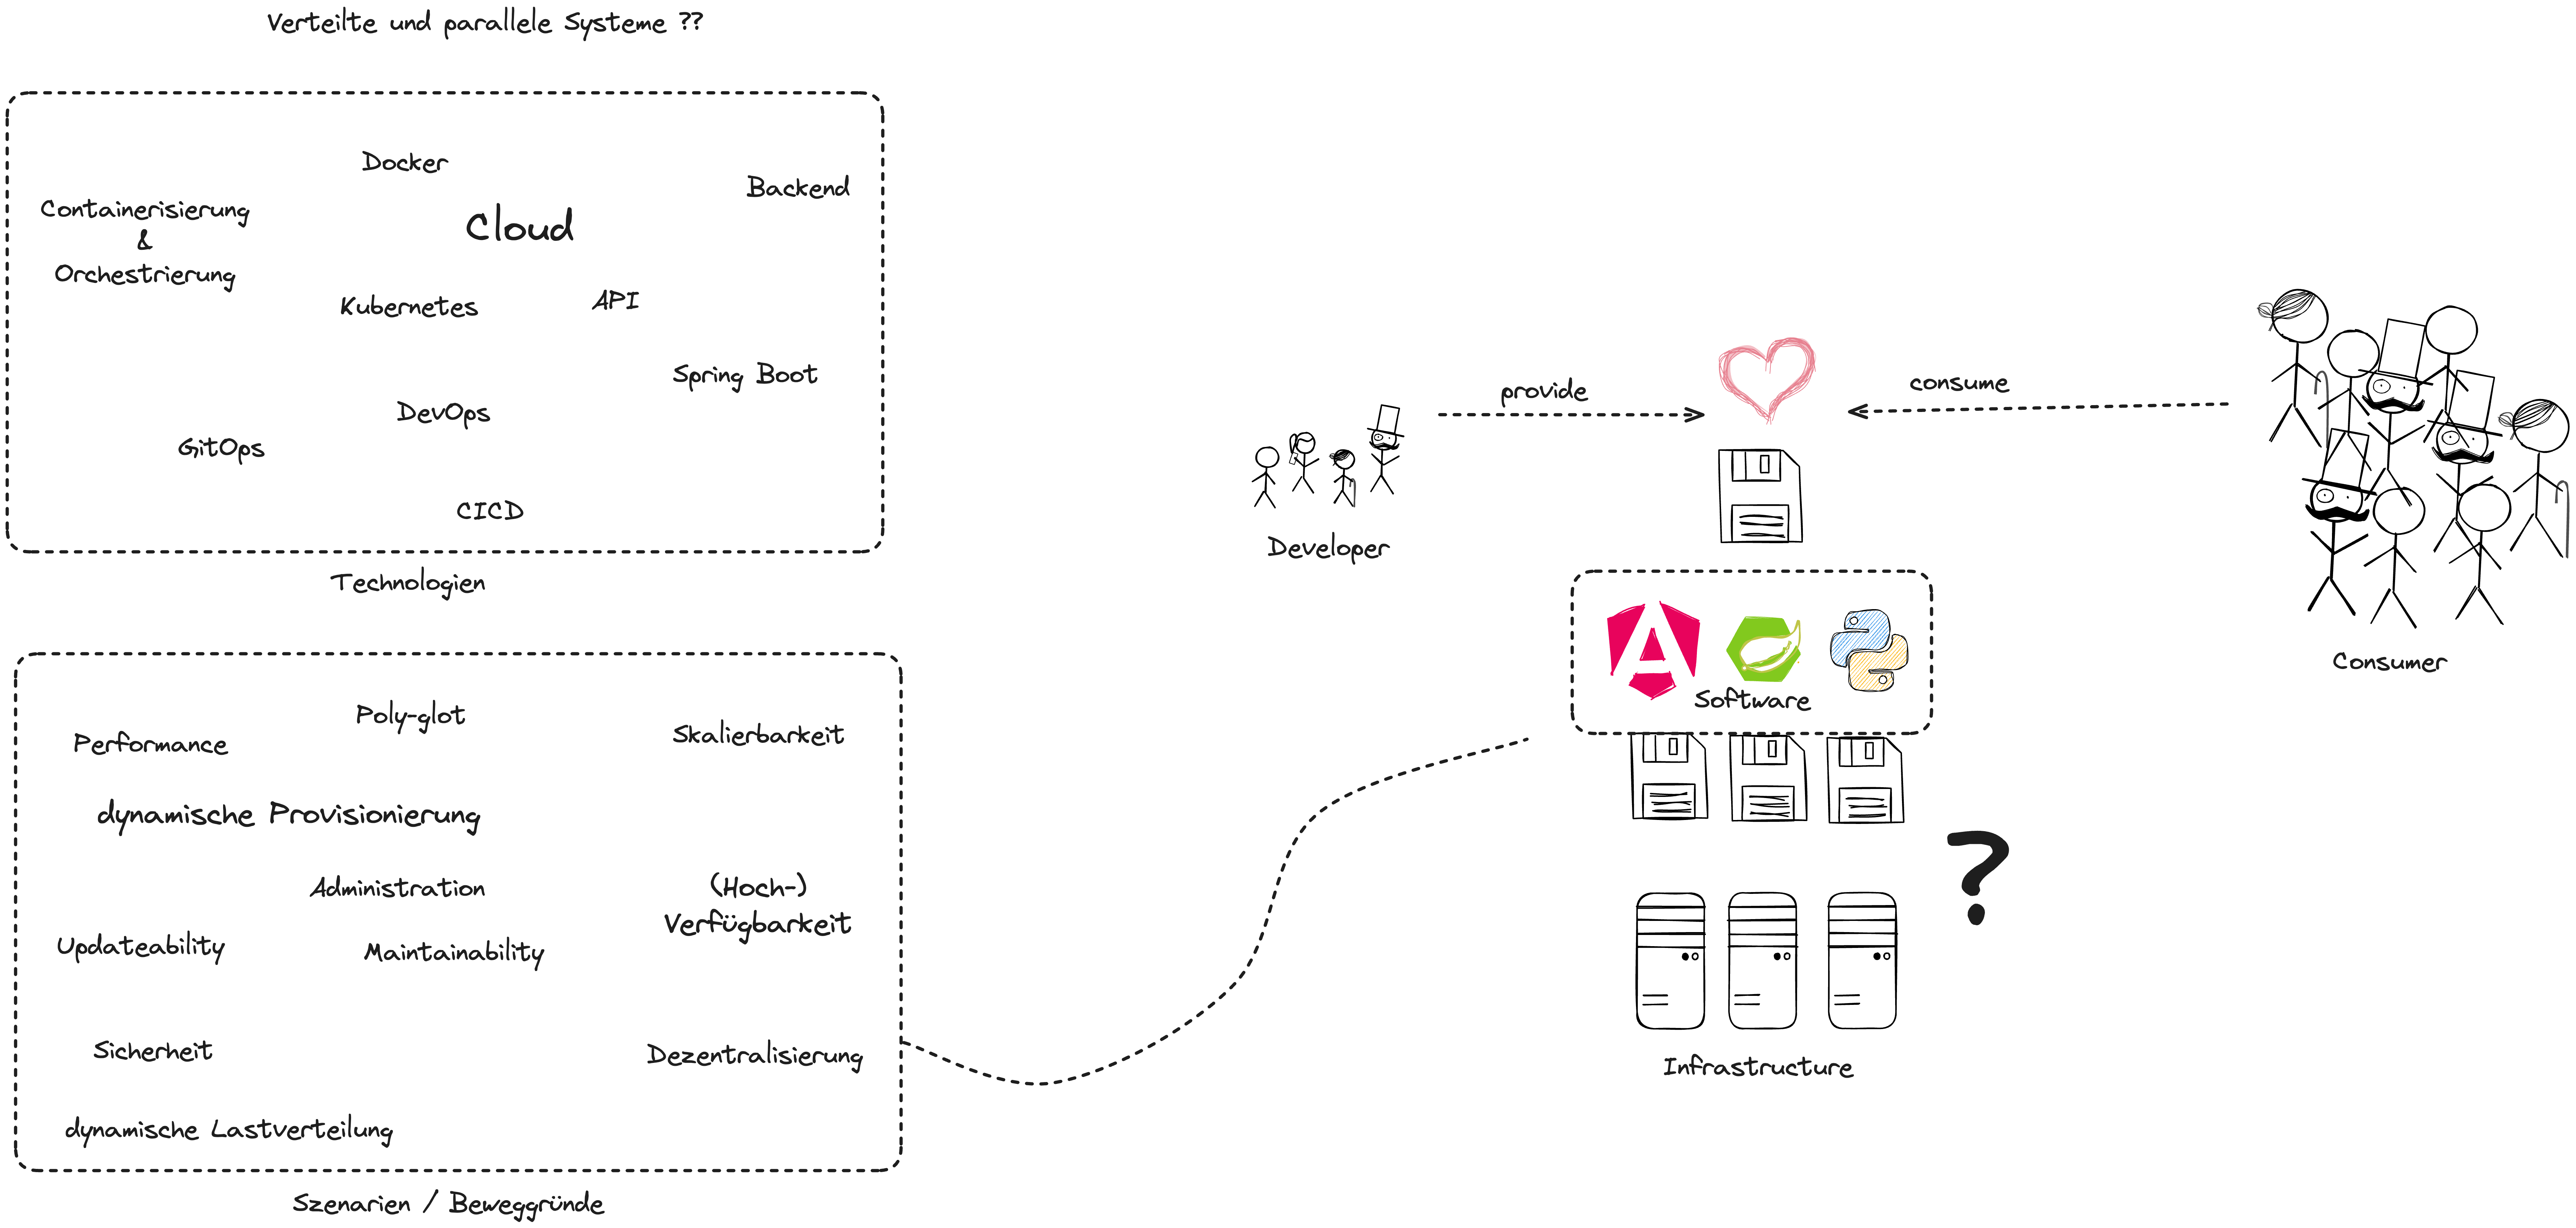 Verteilte und parallele Systeme ??
Docker
Backend
Containerisierung
&
Orchestrierung
Cloud
Kubernetes
API
Spring Boot
DevOps
GitOps
CICD
Technologien
Poly-glot
Performance
Skalierbarkeit
dynamische Provisionierung
Administration
(Hoch-)
Verfügbarkeit
Updateability
Maintainability
Sicherheit
Dezentralisierung
dynamische Lastverteilung
Szenarien / Beweggründe
provide
consume
Developer
Consumer
Software
?
Infrastructure